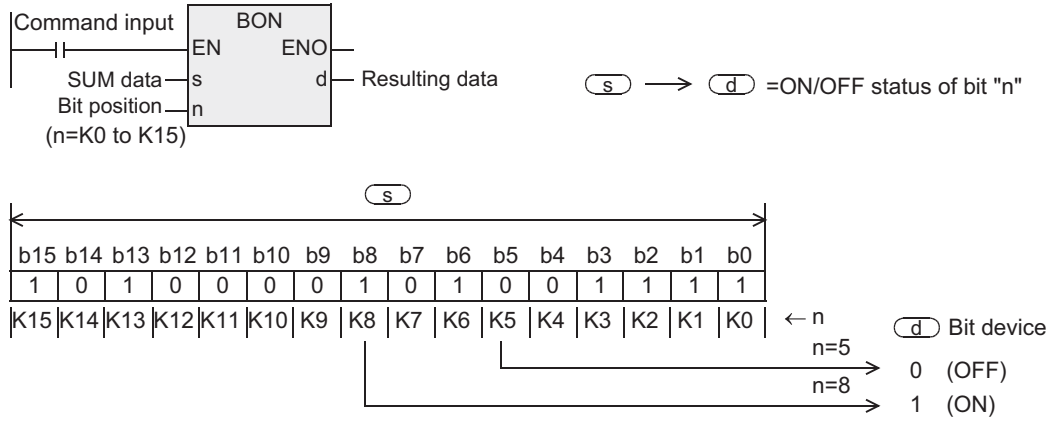 Command input
BON
EN ENO
SUM data s d Resulting data
Bit position n
(n=K0 to K15)
s → d =ON/OFF status of bit "n"
s
b15 b14 b13 b12 b11 b10 b9 b8 b7 b6 b5 b4 b3 b2 b1 b0
1 0 1 0 0 0 0 1 0 1 0 0 1 1 1 1
K15 K14 K13 K12 K11 K10 K9 K8 K7 K6 K5 K4 K3 K2 K1 K0 ← n
d Bit device
n=5
0 (OFF)
n=8
1 (ON)